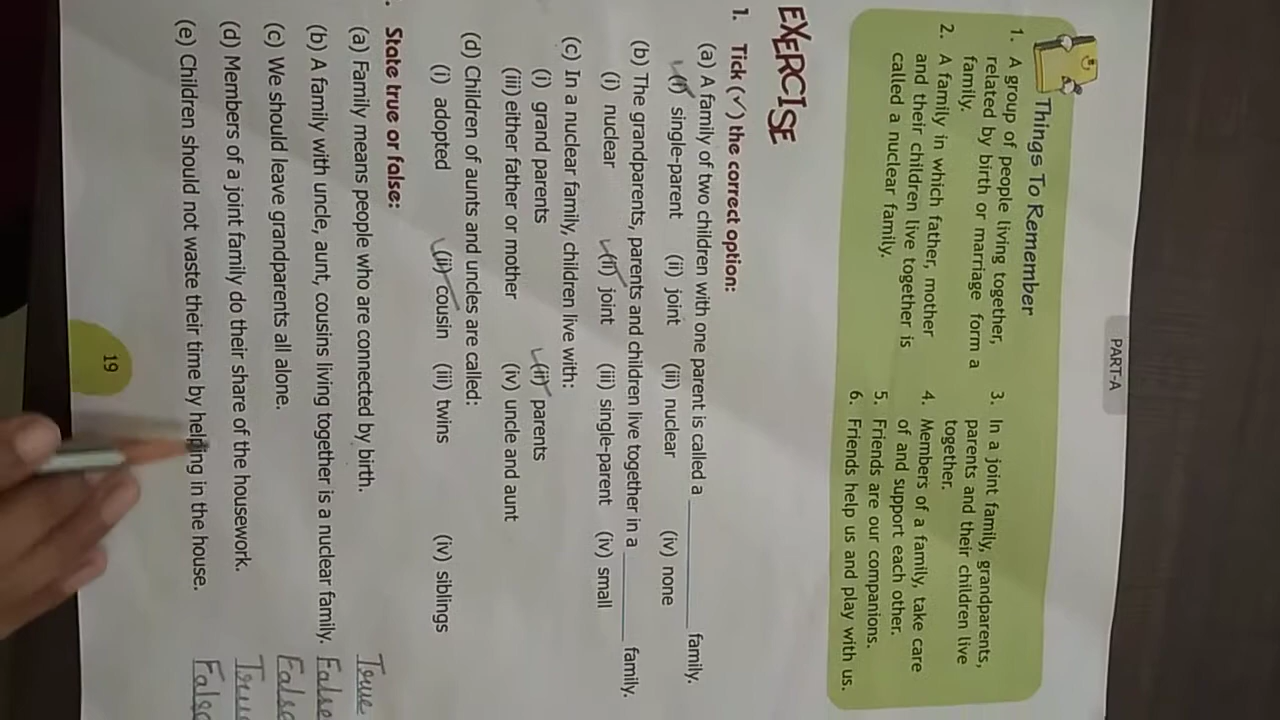 PART-A
Things To Remember
1. A group of people living together,
related by birth or marriage form a
family.
2. A family in which father, mother
and their children live together is
called a nuclear family.
3. In a joint family, grandparents,
parents and their children live
together.
4. Members of a family, take care
of and support each other.
5. Friends are our companions.
6. Friends help us and play with us.
EXERCISE
1. Tick (✓) the correct option:
(a) A family of two children with one parent is called a ________ family.
(i) single-parent (ii) joint (iii) nuclear (iv) none
(b) The grandparents, parents and children live together in a ________ family.
(i) nuclear (ii) joint (iii) single-parent (iv) small
(c) In a nuclear family, children live with:
(i) grand parents (ii) parents
(iii) either father or mother (iv) uncle and aunt
(d) Children of aunts and uncles are called:
(i) adopted (ii) cousin (iii) twins (iv) siblings
State true or false:
(a) Family means people who are connected by birth. True
(b) A family with uncle, aunt, cousins living together is a nuclear family. False
(c) We should leave grandparents all alone. False
(d) Members of a joint family do their share of the housework. True
(e) Children should not waste their time by helping in the house. False
19